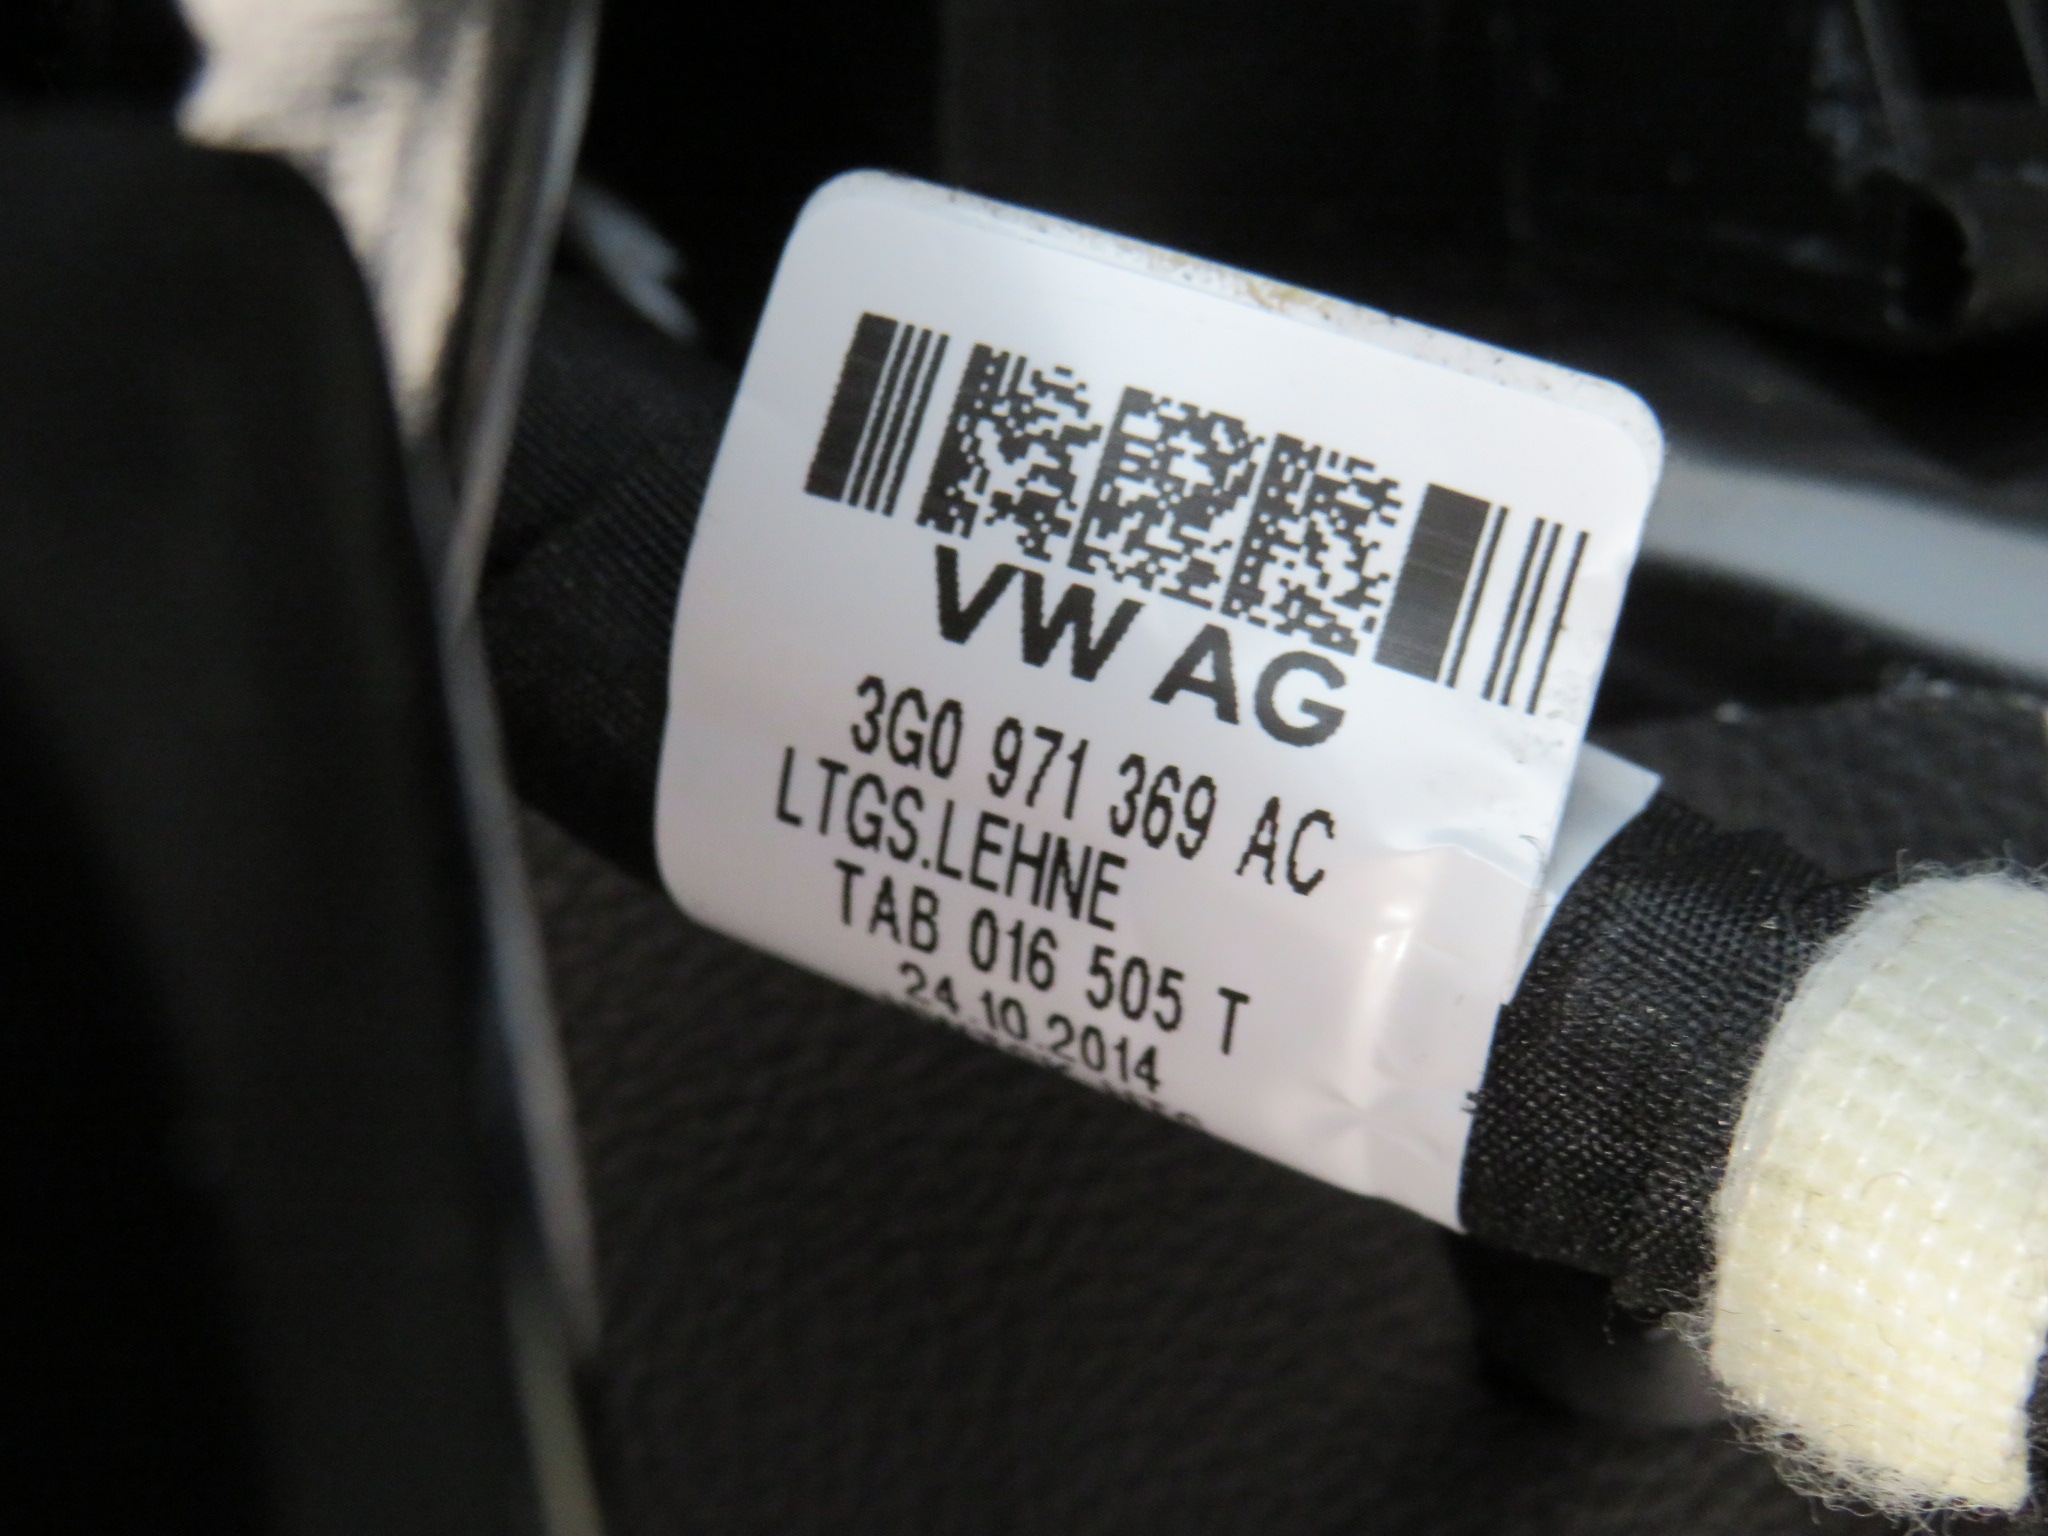 VW AG
3G0 971 369 AC
LTGS.LEHNE
TAB 016 505 T
24.10.2014